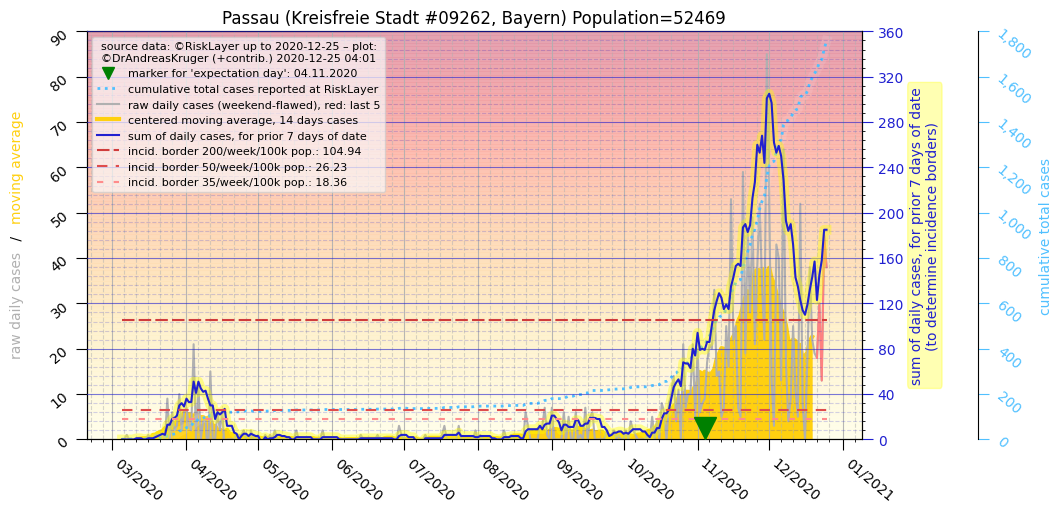 Passau (Kreisfreie Stadt #09262, Bayern) Population=52469
source data: ©RiskLayer up to 2020-12-25 – plot:
©DrAndreasKruger (+contrib.) 2020-12-25 04:01
marker for 'expectation day': 04.11.2020
cumulative total cases reported at RiskLayer
raw daily cases (weekend-flawed), red: last 5
centered moving average, 14 days cases
sum of daily cases, for prior 7 days of date
incid. border 200/week/100k pop.: 104.94
incid. border 50/week/100k pop.: 26.23
incid. border 35/week/100k pop.: 18.36
raw daily cases / moving average
90
80
70
60
50
40
30
20
10
0
03/2020
04/2020
05/2020
06/2020
07/2020
08/2020
09/2020
10/2020
11/2020
12/2020
01/2021
360
320
280
240
200
160
120
80
40
0
sum of daily cases, for prior 7 days of date
(to determine incidence borders)
1,800
1,600
1,400
1,200
1,000
800
600
400
200
0
cumulative total cases